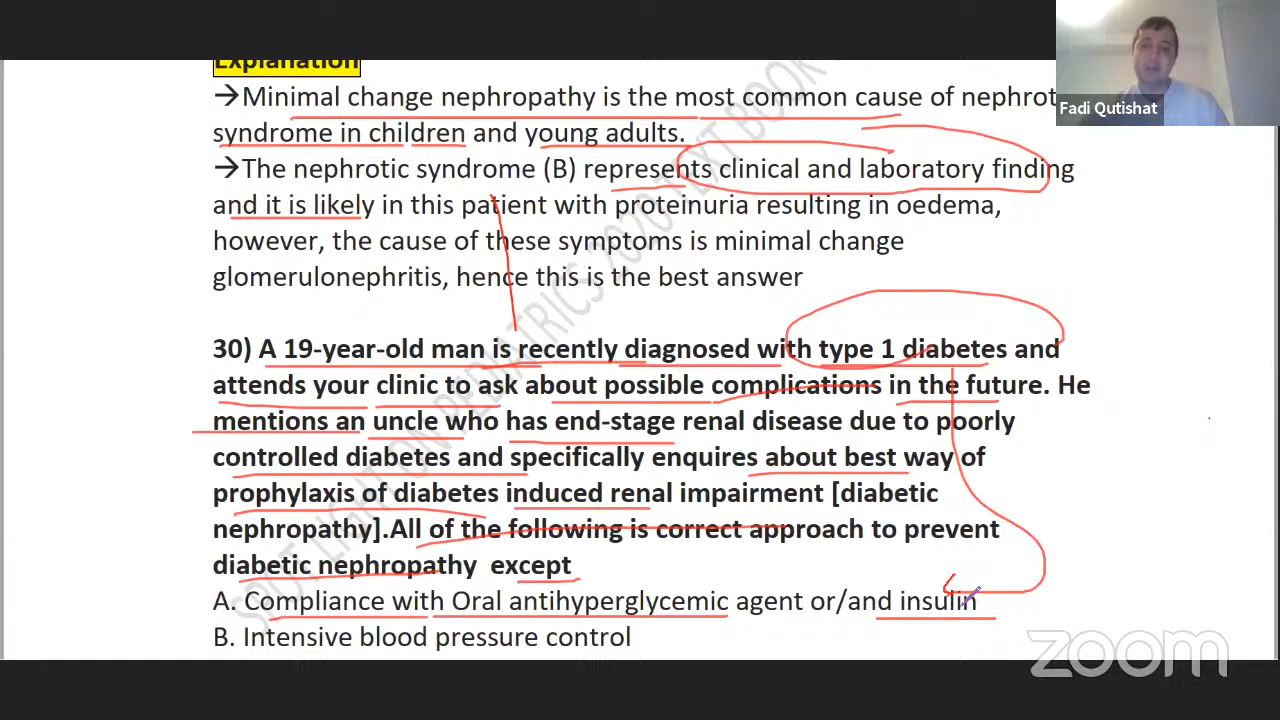 Explanation
Fadi Qutishat
→Minimal change nephropathy is the most common cause of nephrot
syndrome in children and young adults.
→The nephrotic syndrome (B) represents clinical and laboratory finding
and it is likely in this patient with proteinuria resulting in oedema,
however, the cause of these symptoms is minimal change
glomerulonephritis, hence this is the best answer
30) A 19-year-old man is recently diagnosed with type 1 diabetes and
attends your clinic to ask about possible complications in the future. He
mentions an uncle who has end-stage renal disease due to poorly
controlled diabetes and specifically enquires about best way of
prophylaxis of diabetes induced renal impairment [diabetic
nephropathy].All of the following is correct approach to prevent
diabetic nephropathy except
A. Compliance with Oral antihyperglycemic agent or/and insulin
B. Intensive blood pressure control
SPOT LIGHT ON PEDIATRICS 2020 TEXT BOOK
zoom